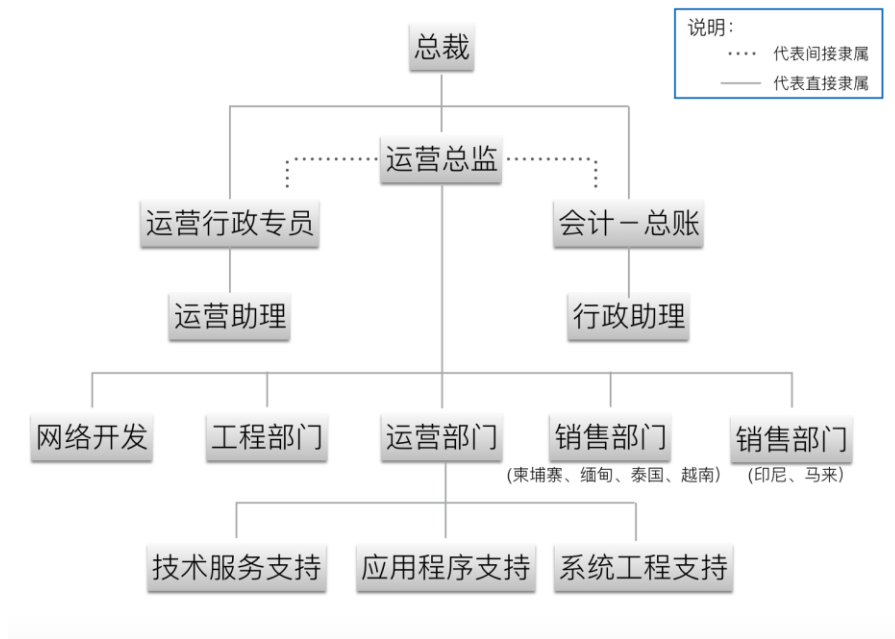 总裁
说明：
代表间接隶属
代表直接隶属
运营总监
运营行政专员
会计－总账
运营助理
行政助理
网络开发
工程部门
运营部门
销售部门
销售部门
(柬埔寨、缅甸、泰国、越南)
(印尼、马来)
技术服务支持
应用程序支持
系统工程支持